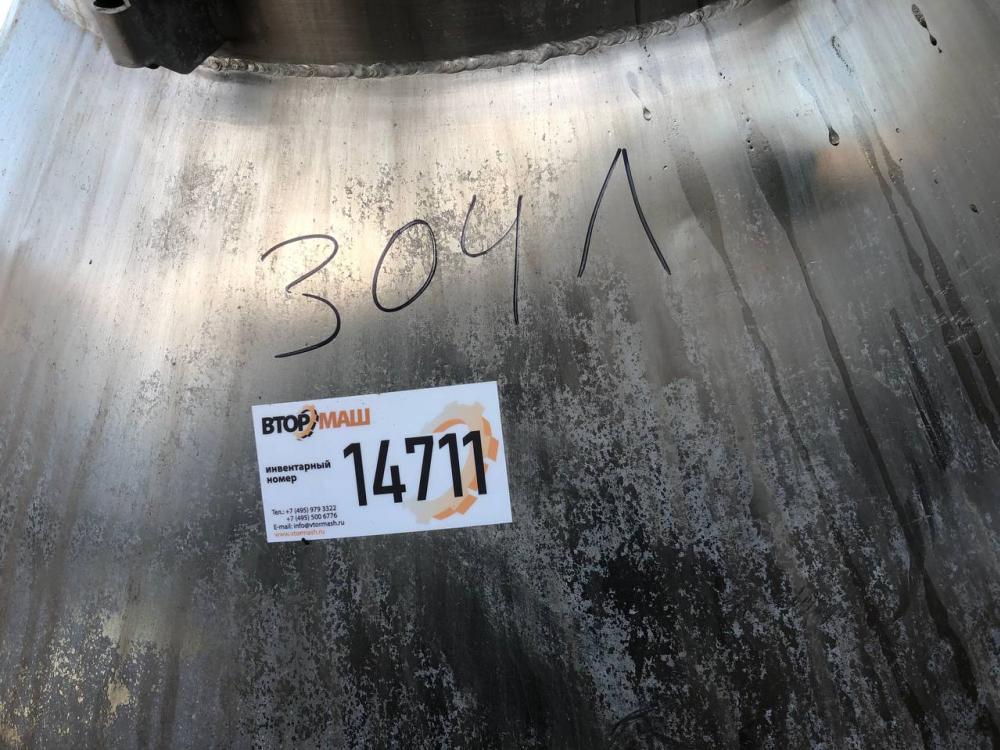 304 Л
ВТОРМАШ
инвентарный
номер
14711
Тел.: +7 (495) 979 3322
+7 (495) 500 6776
E-mail: info@vtormash.ru
www.vtormash.ru